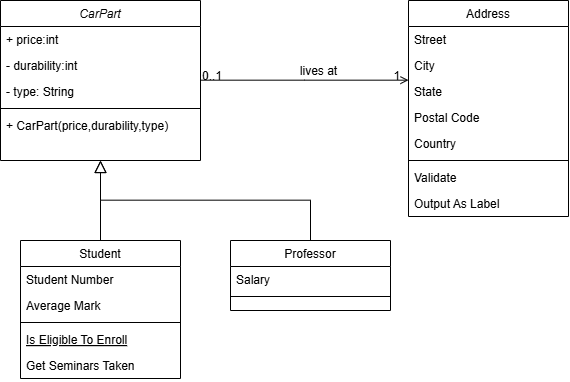 CarPart
+ price:int
- durability:int
- type: String
+ CarPart(price,durability,type)
0..1
lives at
1
Address
Street
City
State
Postal Code
Country
Validate
Output As Label
Student
Student Number
Average Mark
Is Eligible To Enroll
Get Seminars Taken
Professor
Salary